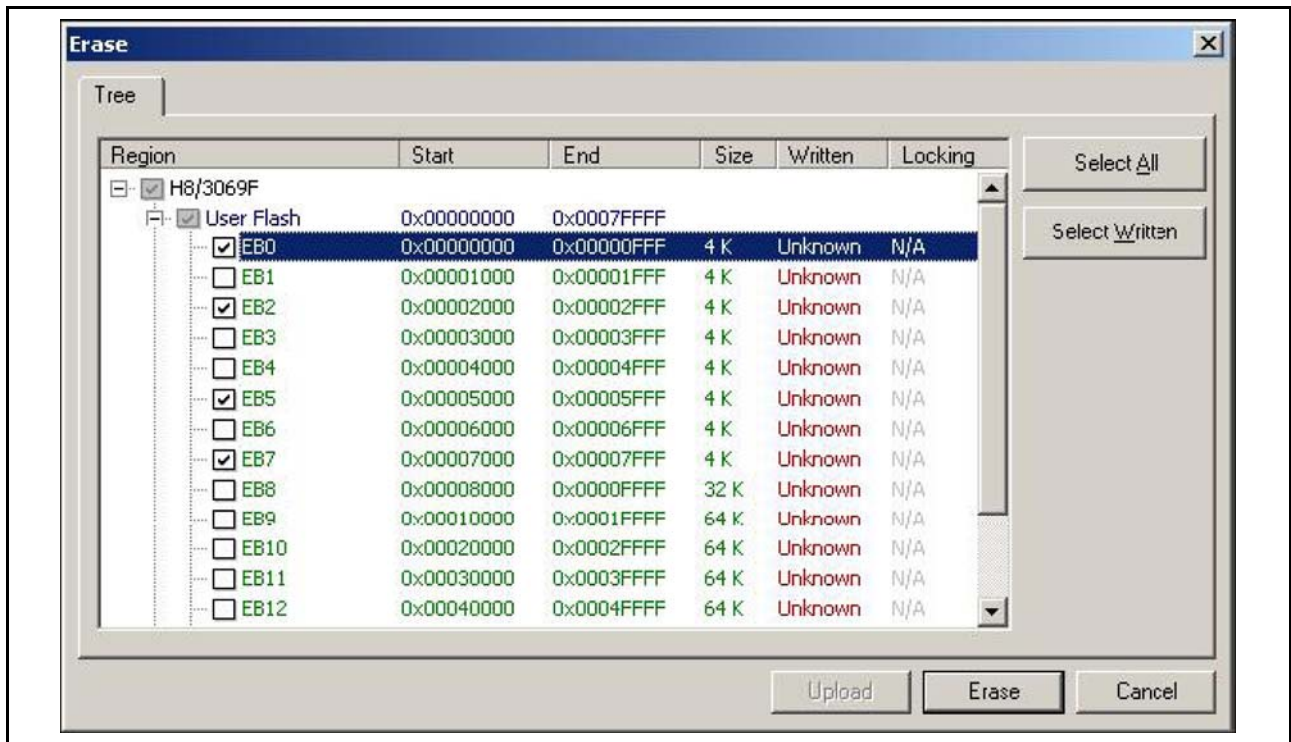 Erase
Tree
Region Start End Size Written Locking
H8/3069F
User Flash 0x00000000 0x0007FFFF
EB0 0x00000000 0x00000FFF 4 K Unknown N/A
EB1 0x00001000 0x00001FFF 4 K Unknown N/A
EB2 0x00002000 0x00002FFF 4 K Unknown N/A
EB3 0x00003000 0x00003FFF 4 K Unknown N/A
EB4 0x00004000 0x00004FFF 4 K Unknown N/A
EB5 0x00005000 0x00005FFF 4 K Unknown N/A
EB6 0x00006000 0x00006FFF 4 K Unknown N/A
EB7 0x00007000 0x00007FFF 4 K Unknown N/A
EB8 0x00008000 0x0000FFFF 32 K Unknown N/A
EB9 0x00010000 0x0001FFFF 64 K Unknown N/A
EB10 0x00020000 0x0002FFFF 64 K Unknown N/A
EB11 0x00030000 0x0003FFFF 64 K Unknown N/A
EB12 0x00040000 0x0004FFFF 64 K Unknown N/A
Select All
Select Written
Upload Erase Cancel